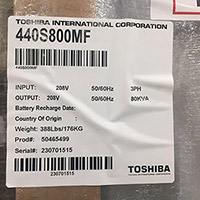 TOSHIBA INTERNATIONAL CORPORATION
440S800MF
440S800MF
INPUT: 208V 50/60Hz 3PH
OUTPUT: 208V 50/60Hz 80KVA
Battery Recharge Date:
Country Of Origin :
Weight: 388Lbs/176KG
Prod#: 50465499
Serial#: 230701515
230701515
TOSHIBA